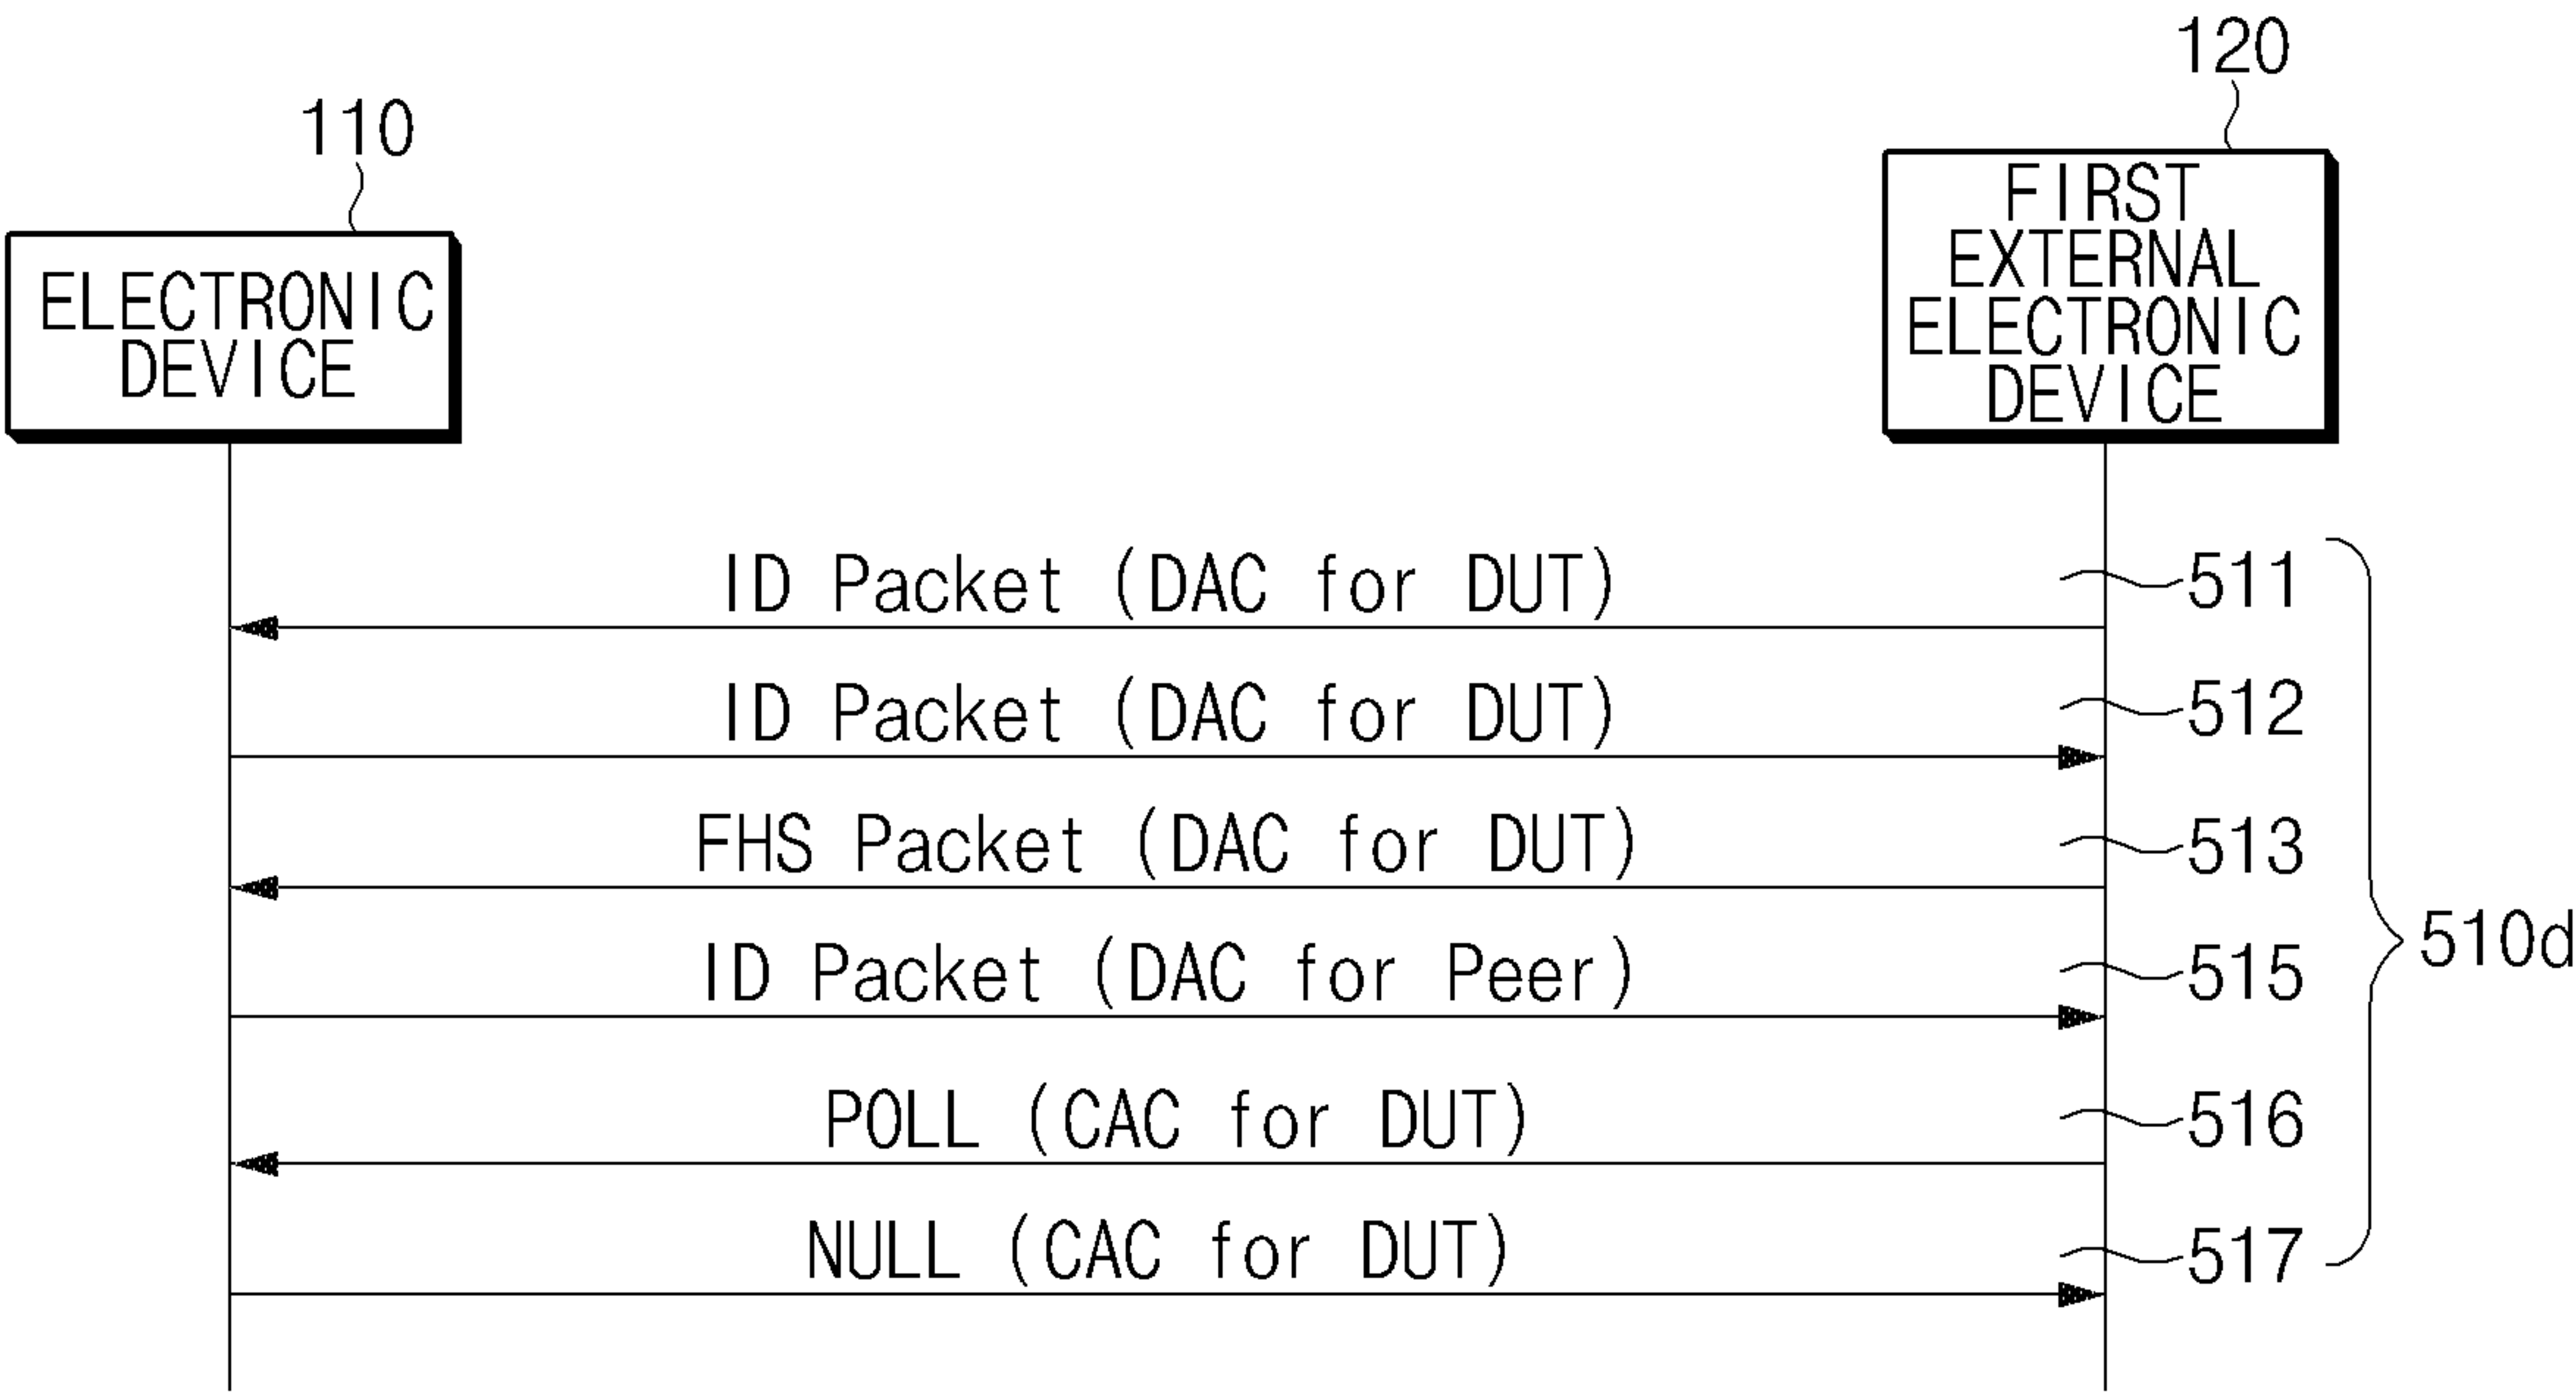 120
110
FIRST
EXTERNAL
ELECTRONIC
DEVICE
ELECTRONIC
DEVICE
ID Packet (DAC for DUT)
511
ID Packet (DAC for DUT)
512
FHS Packet (DAC for DUT)
513
510d
ID Packet (DAC for Peer)
515
POLL (CAC for DUT)
516
NULL (CAC for DUT)
517